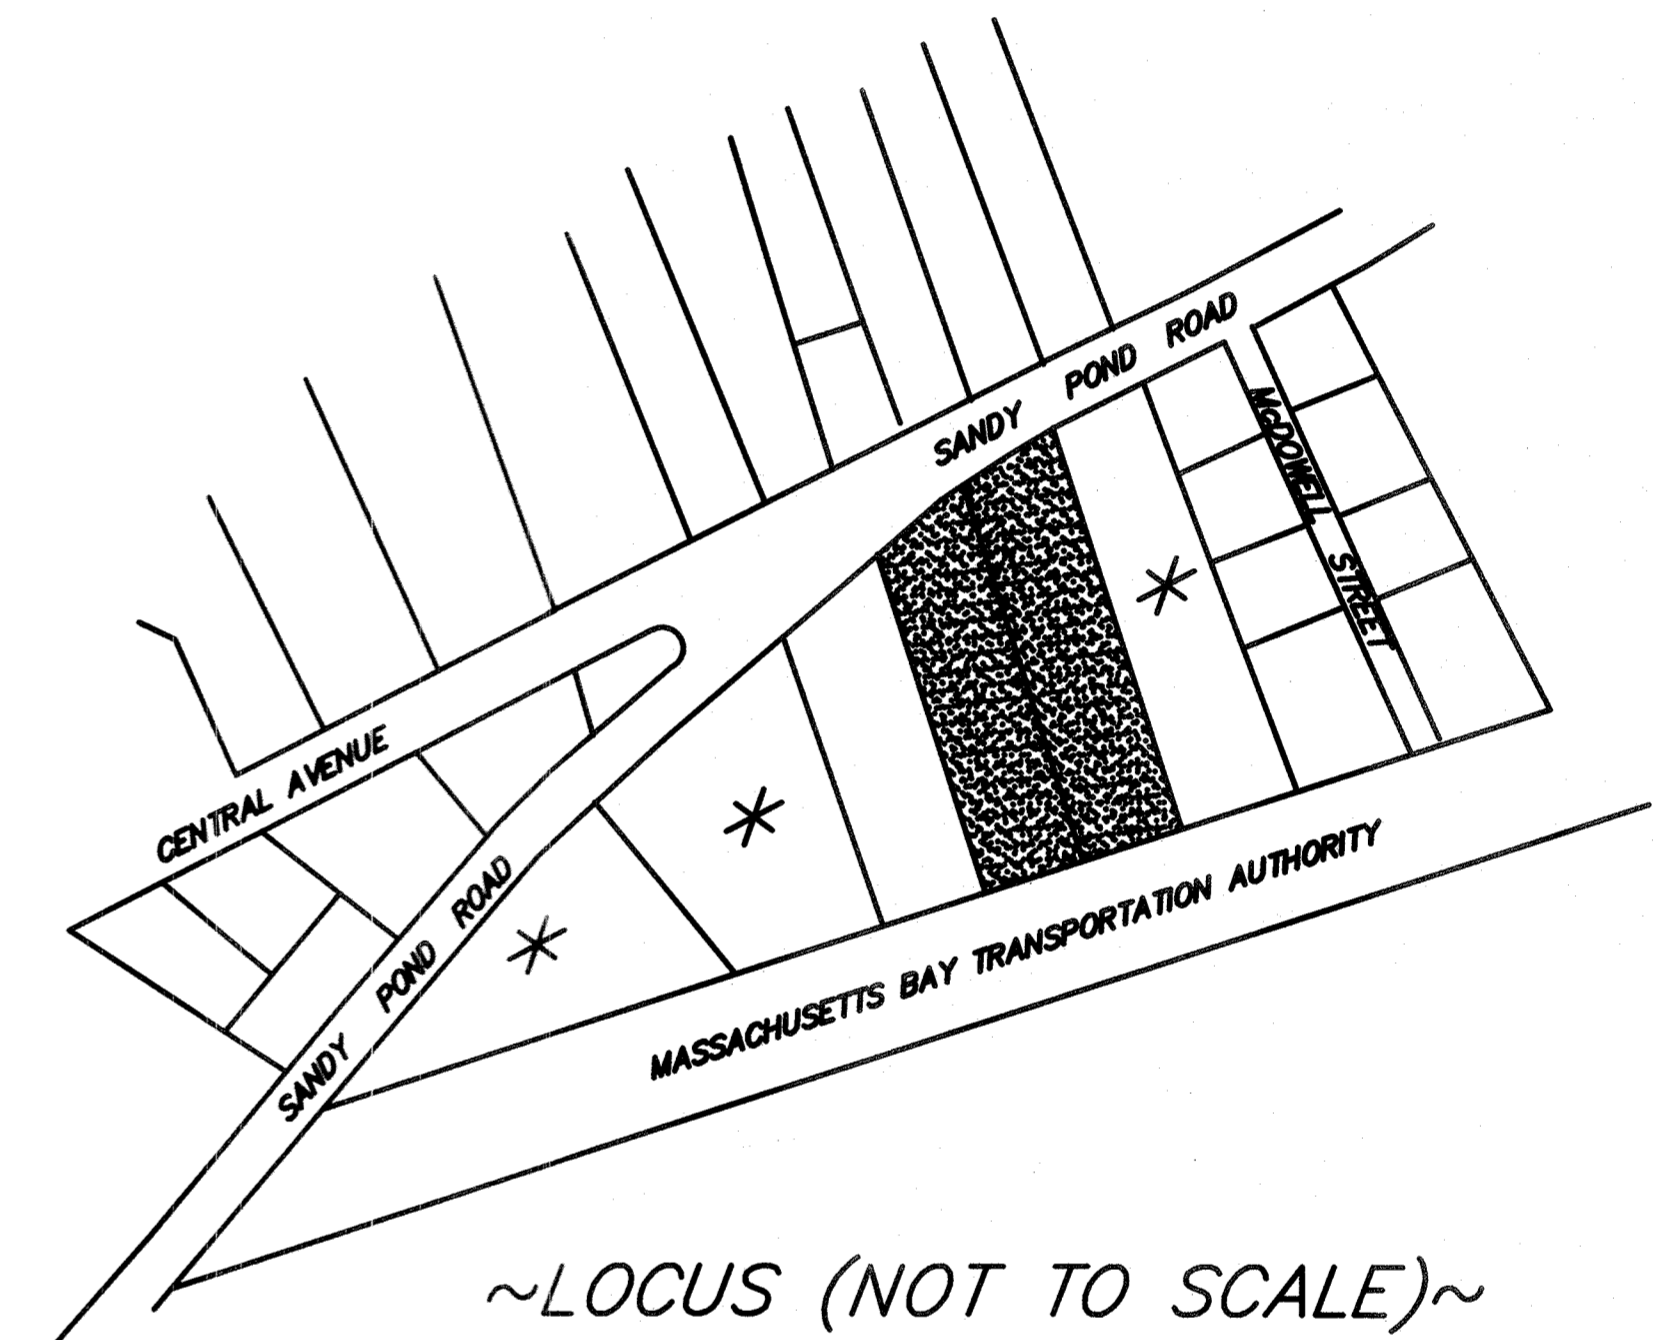 SANDY POND ROAD
McDOWELL STREET
CENTRAL AVENUE
SANDY POND ROAD
MASSACHUSETTS BAY TRANSPORTATION AUTHORITY
~LOCUS (NOT TO SCALE)~